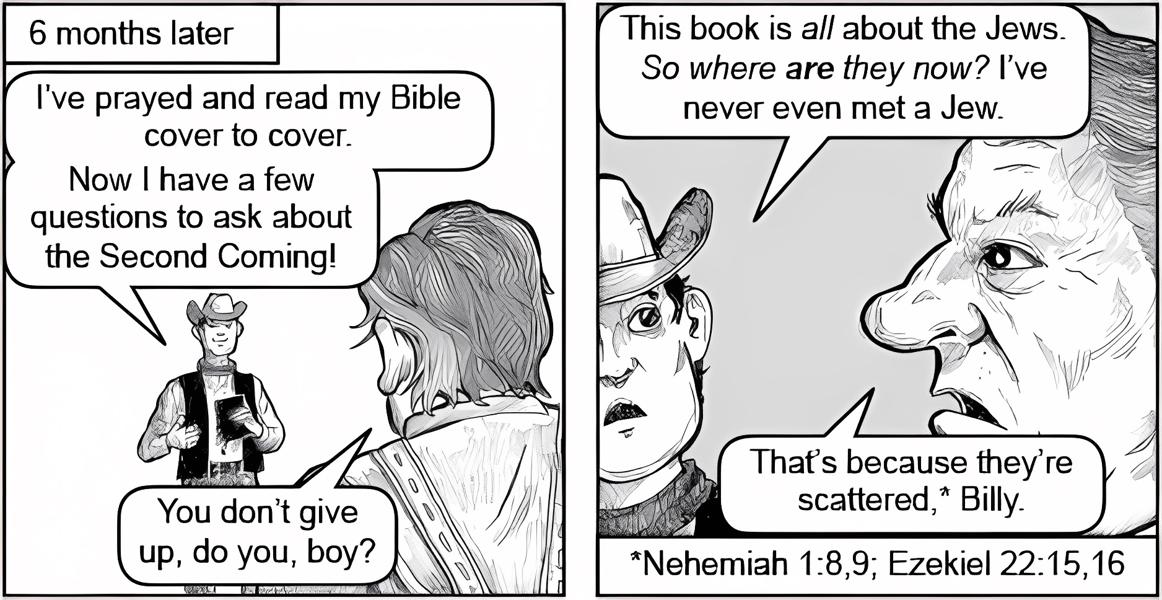 6 months later
I've prayed and read my Bible
cover to cover.
Now I have a few
questions to ask about
the Second Coming!
You don't give
up, do you, boy?
This book is all about the Jews.
So where are they now? I've
never even met a Jew.
That's because they're
scattered,* Billy.
*Nehemiah 1:8,9; Ezekiel 22:15,16